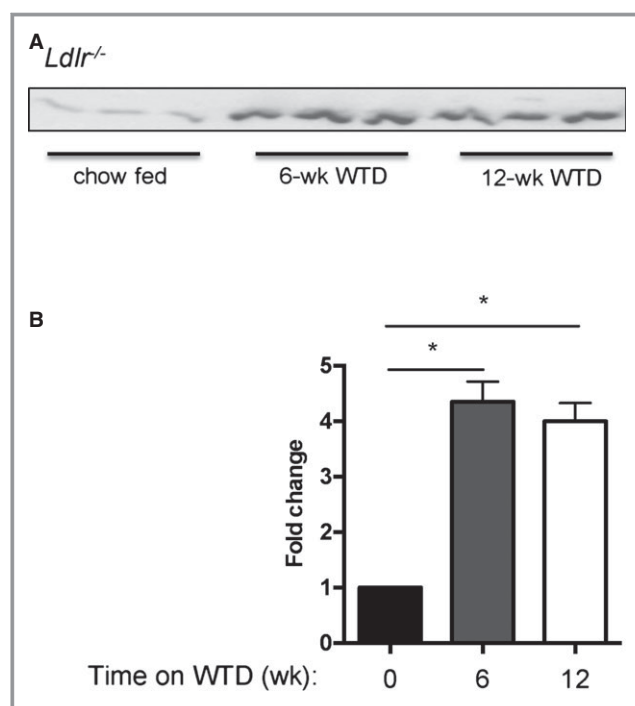 A
Ldlr-/-
chow fed 6-wk WTD 12-wk WTD
B
*
*
5
4
3
2
1
0
Fold change
Time on WTD (wk): 0 6 12